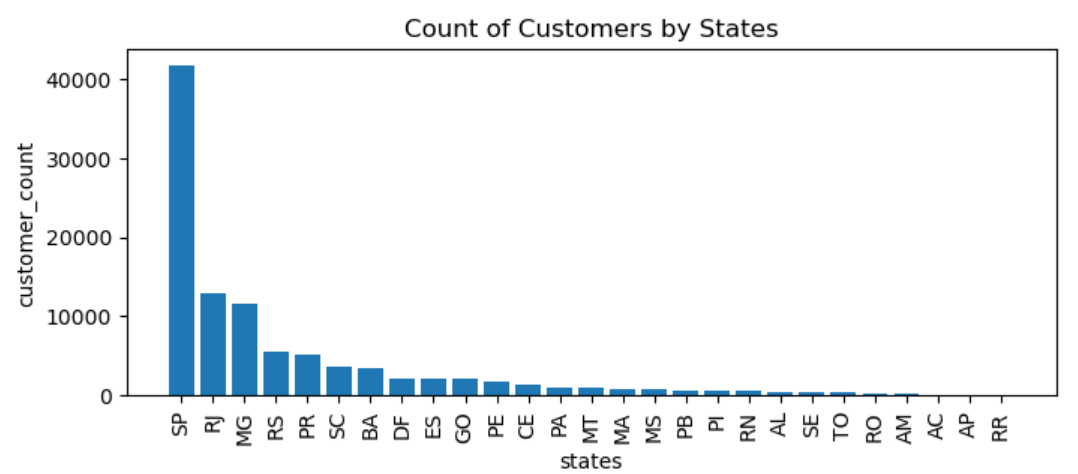 Count of Customers by States
customer_count
40000
30000
20000
10000
0
SP RJ MG RS PR SC BA DF ES GO PE CE PA MT MA MS PB PI RN AL SE TO RO AM AC AP RR
states